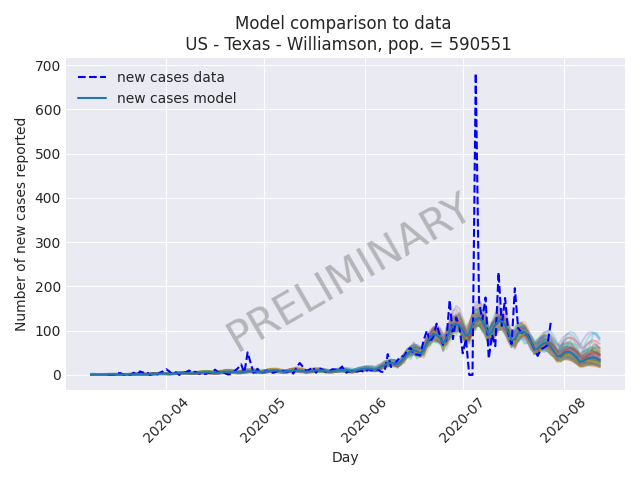 Model comparison to data
US - Texas - Williamson, pop. = 590551
700
600
500
400
300
200
100
0
Number of new cases reported
new cases data
new cases model
PRELIMINARY
2020-04
2020-05
2020-06
2020-07
2020-08
Day